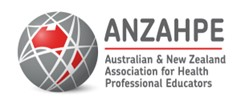 ANZAHPE
Australian & New Zealand
Association for Health
Professional Educators